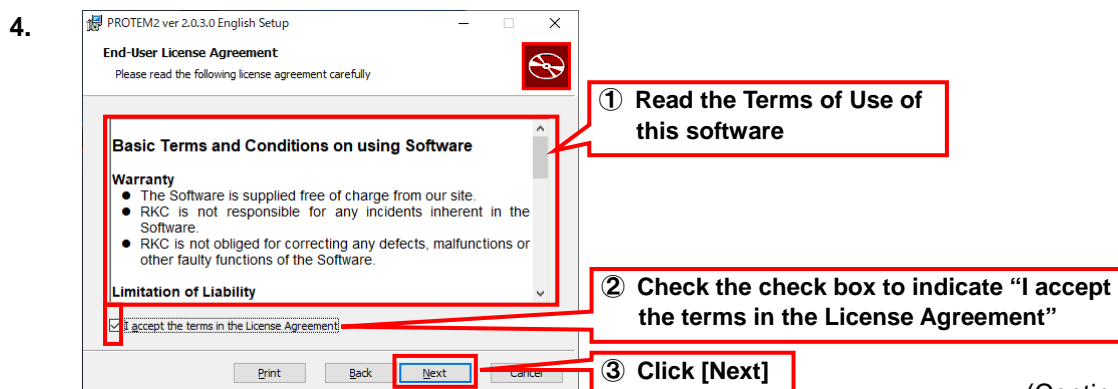 4.
PROTEM2 ver 2.0.3.0 English Setup
End-User License Agreement
Please read the following license agreement carefully
① Read the Terms of Use of
this software
Basic Terms and Conditions on using Software
Warranty
● The Software is supplied free of charge from our site.
● RKC is not responsible for any incidents inherent in the
Software.
● RKC is not obliged for correcting any defects, malfunctions or
other faulty functions of the Software.
Limitation of Liability
② Check the check box to indicate “I accept
the terms in the License Agreement”
I accept the terms in the License Agreement
Print Back Next Cancel
③ Click [Next]